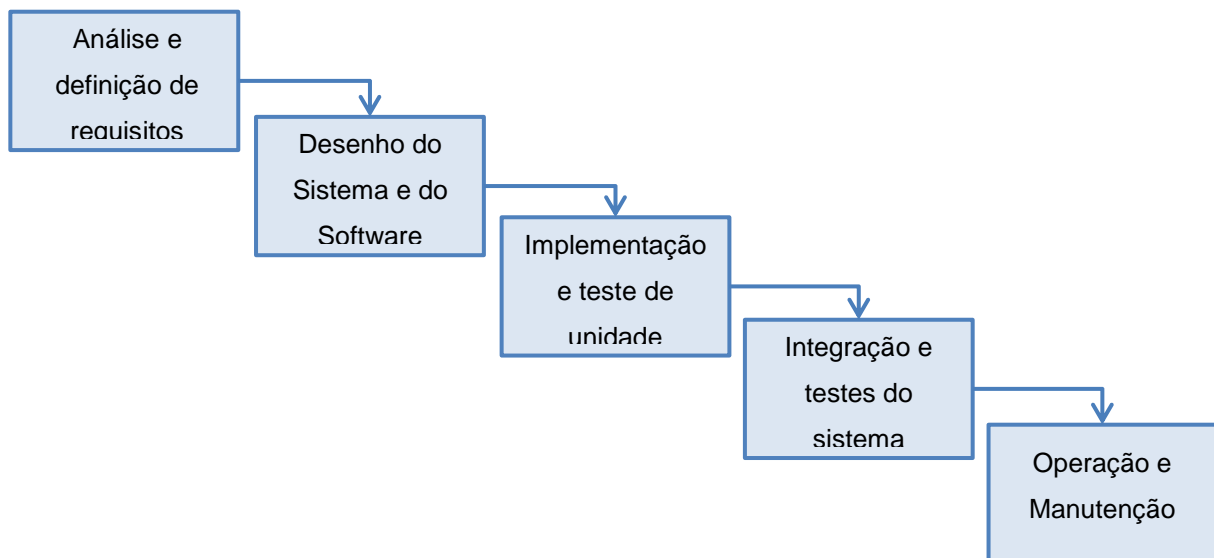 Análise e
definição de
requisitos
Desenho do
Sistema e do
Software
Implementação
e teste de
unidade
Integração e
testes do
sistema
Operação e
Manutenção